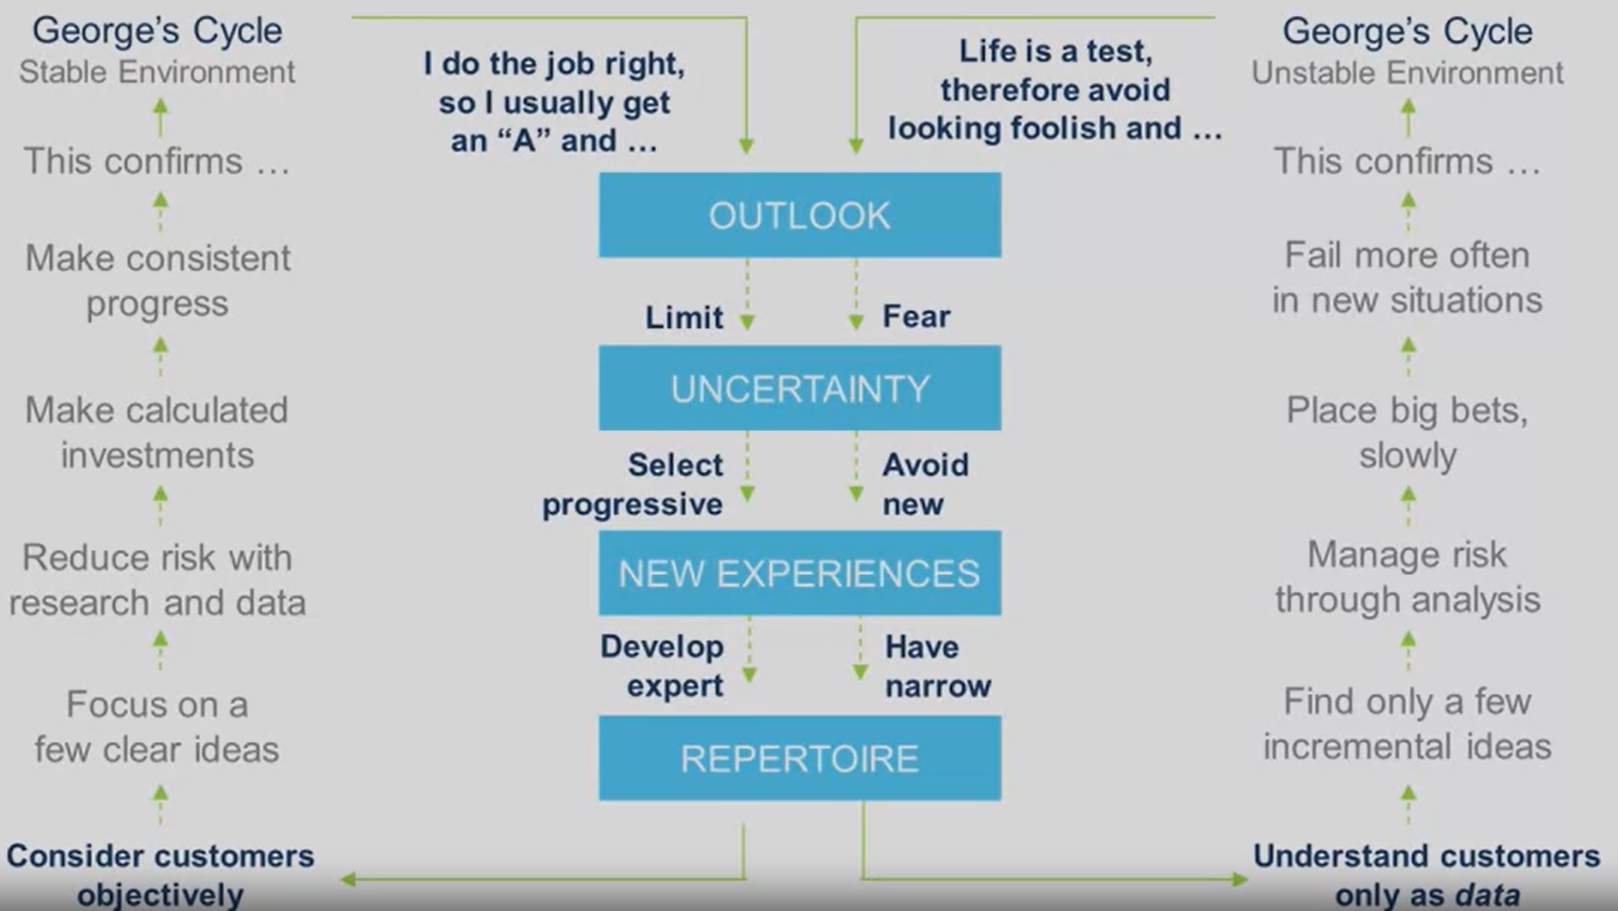 George’s Cycle
Stable Environment
This confirms …
Make consistent
progress
Make calculated
investments
Reduce risk with
research and data
Focus on a
few clear ideas
Consider customers
objectively
I do the job right,
so I usually get
an “A” and …
Life is a test,
therefore avoid
looking foolish and …
OUTLOOK
Limit
Fear
UNCERTAINTY
Select
progressive
Avoid
new
NEW EXPERIENCES
Develop
expert
Have
narrow
REPERTOIRE
George’s Cycle
Unstable Environment
This confirms …
Fail more often
in new situations
Place big bets,
slowly
Manage risk
through analysis
Find only a few
incremental ideas
Understand customers
only as data